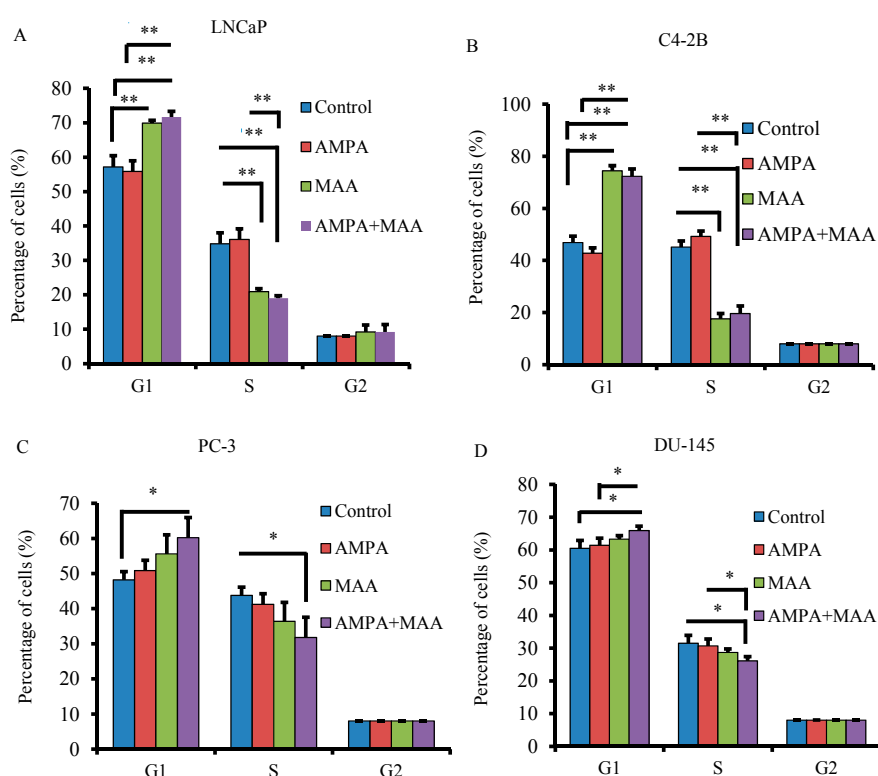 A
LNCaP
**
**
**
**
**
**
80
70
60
50
40
30
20
10
0
Percentage of cells (%)
Control
AMPA
MAA
AMPA+MAA
G1
S
G2
B
C4-2B
**
**
**
**
**
**
100
80
60
40
20
0
Percentage of cells (%)
Control
AMPA
MAA
AMPA+MAA
G1
S
G2
C
PC-3
*
*
70
60
50
40
30
20
10
0
Percentage of cells (%)
Control
AMPA
MAA
AMPA+MAA
G1
S
G2
D
DU-145
*
*
*
*
80
70
60
50
40
30
20
10
0
Percentage of cells (%)
Control
AMPA
MAA
AMPA+MAA
G1
S
G2